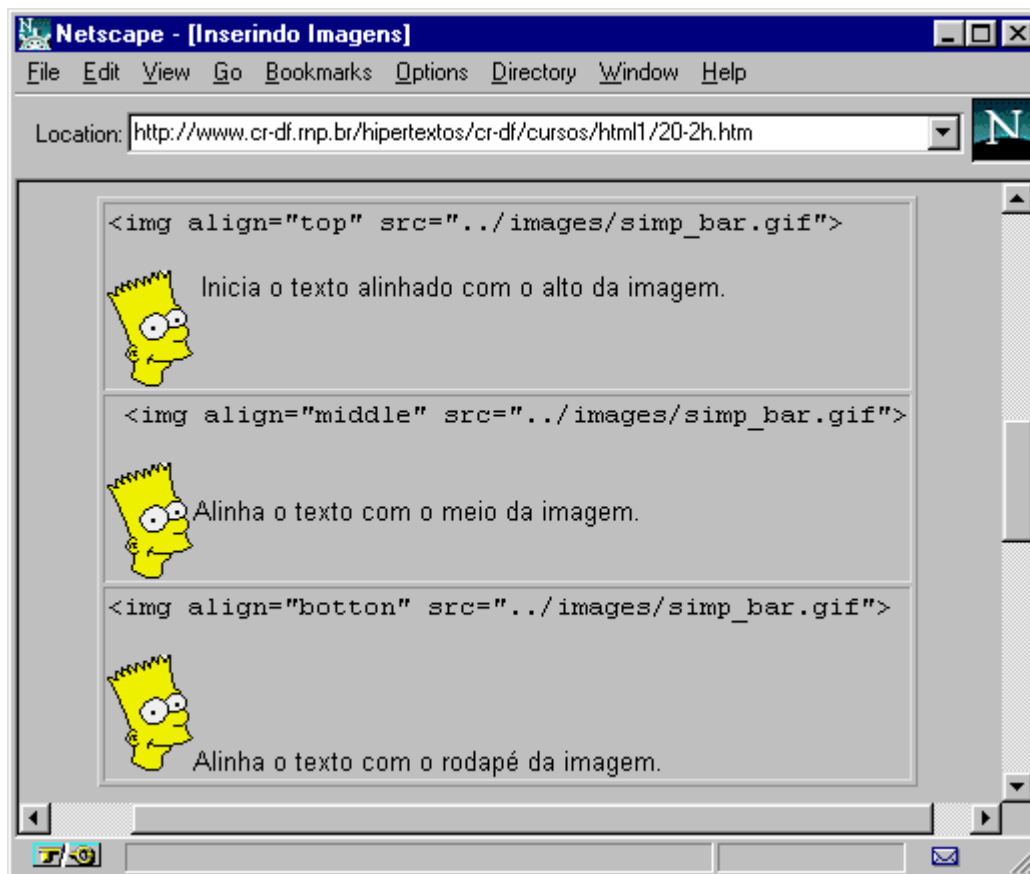 Netscape - [Inserindo Imagens]
File Edit View Go Bookmarks Options Directory Window Help
Location: http://www.cr-df.rnp.br/hipertextos/cr-df/cursos/html1/20-2h.htm
N
<img align="top" src="../images/simp_bar.gif">
Inicia o texto alinhado com o alto da imagem.
<img align="middle" src="../images/simp_bar.gif">
Alinha o texto com o meio da imagem.
<img align="botton" src="../images/simp_bar.gif">
Alinha o texto com o rodapé da imagem.